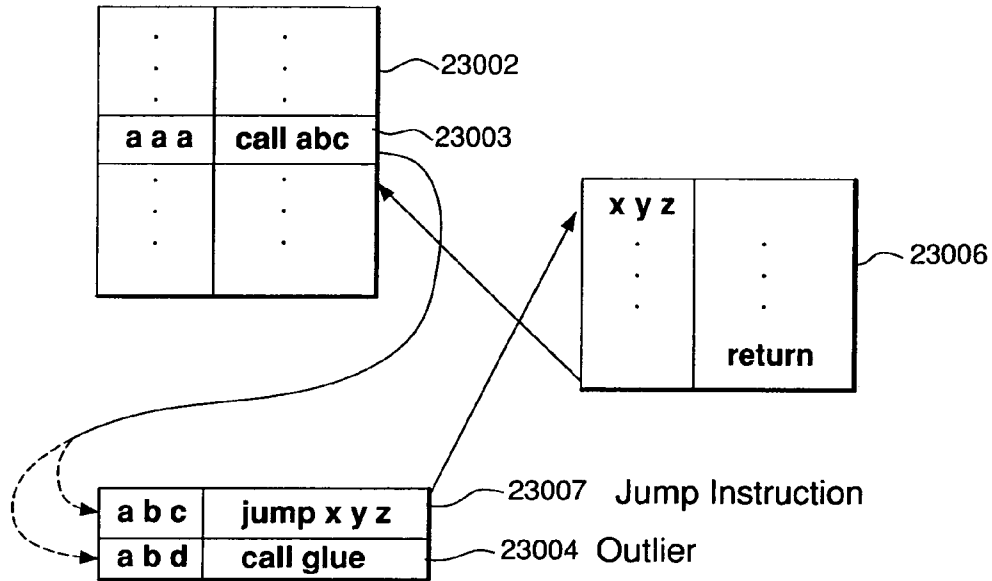 23002
a a a call abc 23003
x y z
23006
return
a b c jump x y z 23007 Jump Instruction
a b d call glue 23004 Outlier